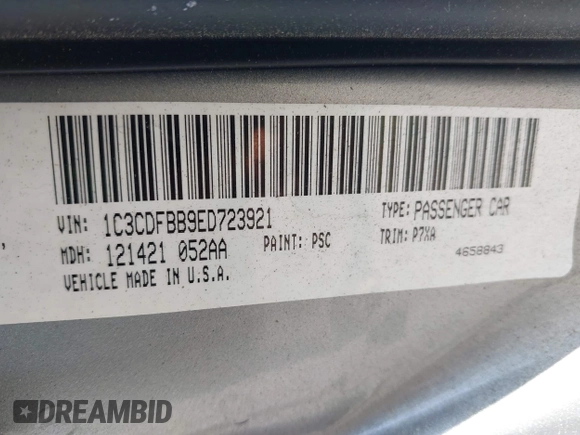 VIN: 1C3CDFBB9ED723921
TYPE: PASSENGER CAR
MDH: 121421 052AA
PAINT: PSC
TRIM: P7XA
VEHICLE MADE IN U.S.A.
4658843
DREAMBID